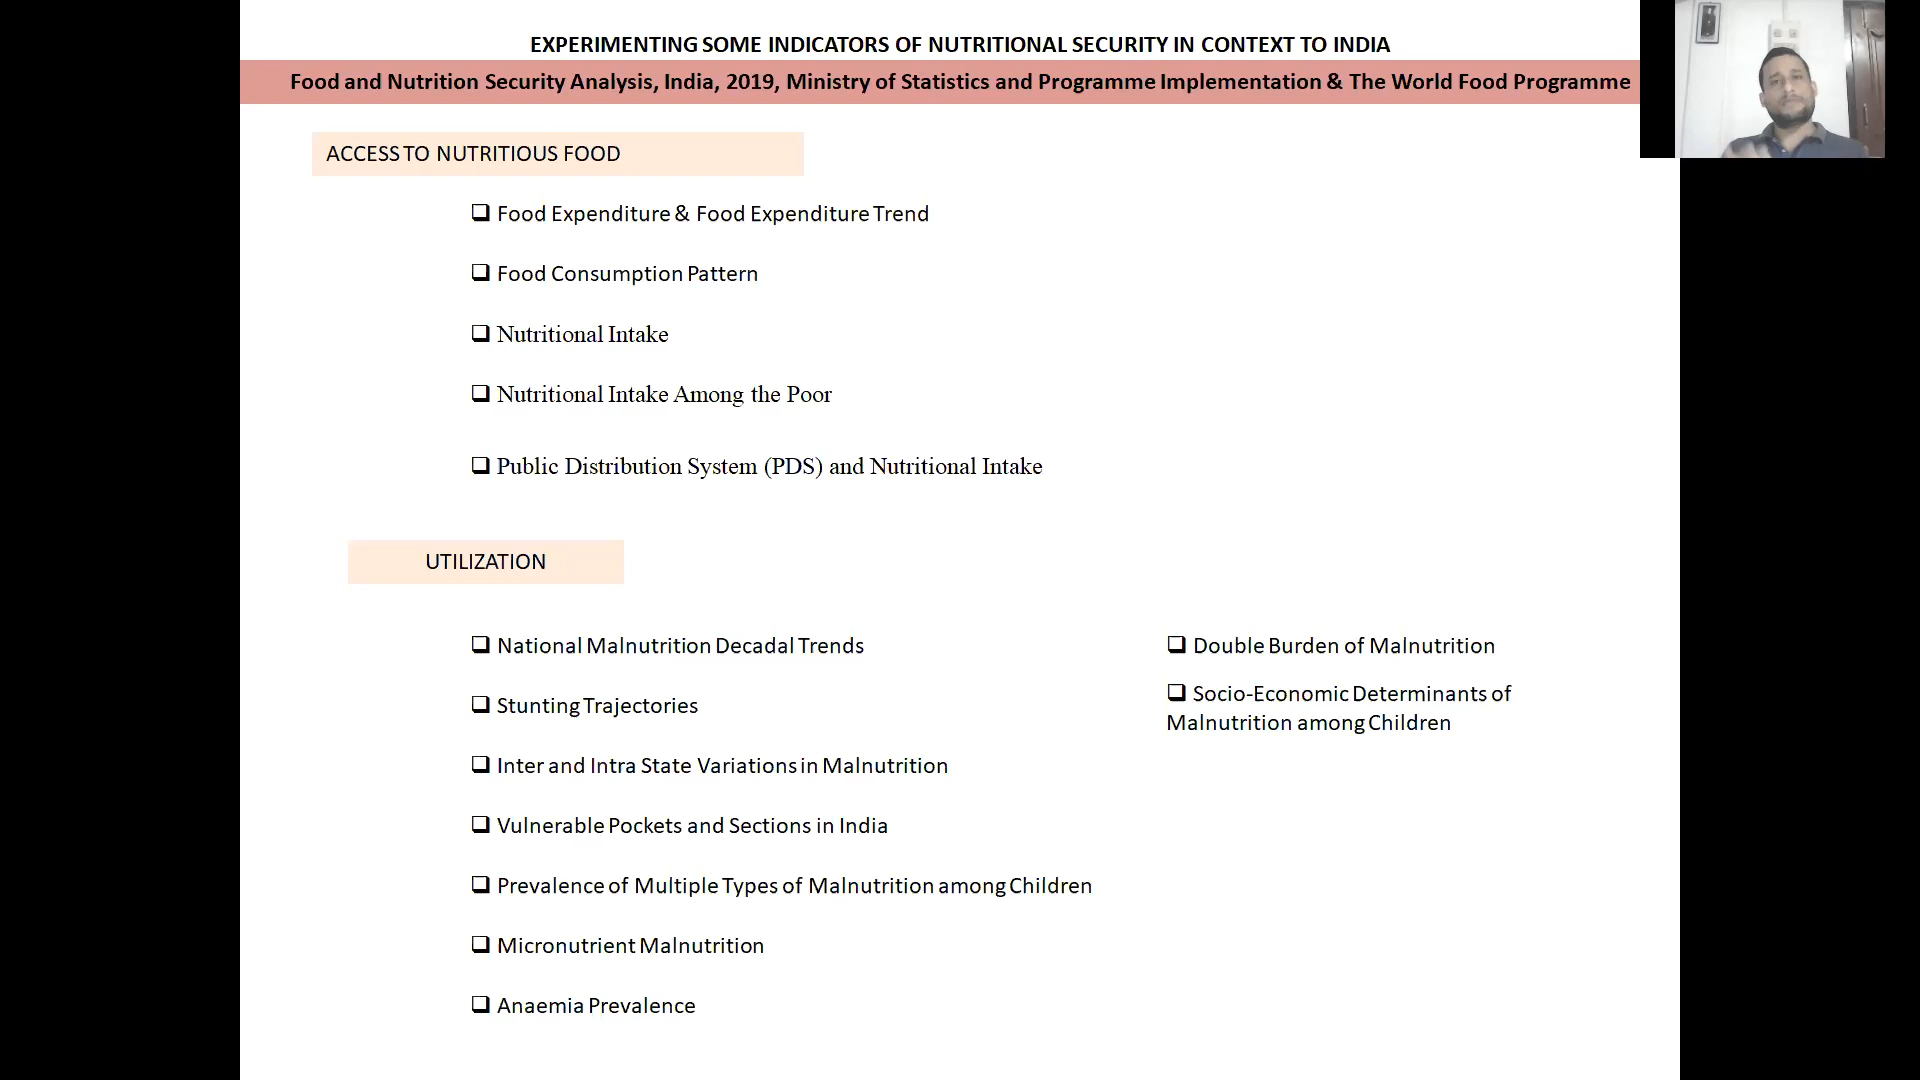 EXPERIMENTING SOME INDICATORS OF NUTRITIONAL SECURITY IN CONTEXT TO INDIA
Food and Nutrition Security Analysis, India, 2019, Ministry of Statistics and Programme Implementation & The World Food Programme
ACCESS TO NUTRITIOUS FOOD
❑ Food Expenditure & Food Expenditure Trend
❑ Food Consumption Pattern
❑ Nutritional Intake
❑ Nutritional Intake Among the Poor
❑ Public Distribution System (PDS) and Nutritional Intake
UTILIZATION
❑ National Malnutrition Decadal Trends
❑ Stunting Trajectories
❑ Inter and Intra State Variations in Malnutrition
❑ Vulnerable Pockets and Sections in India
❑ Prevalence of Multiple Types of Malnutrition among Children
❑ Micronutrient Malnutrition
❑ Anaemia Prevalence
❑ Double Burden of Malnutrition
❑ Socio-Economic Determinants of
Malnutrition among Children